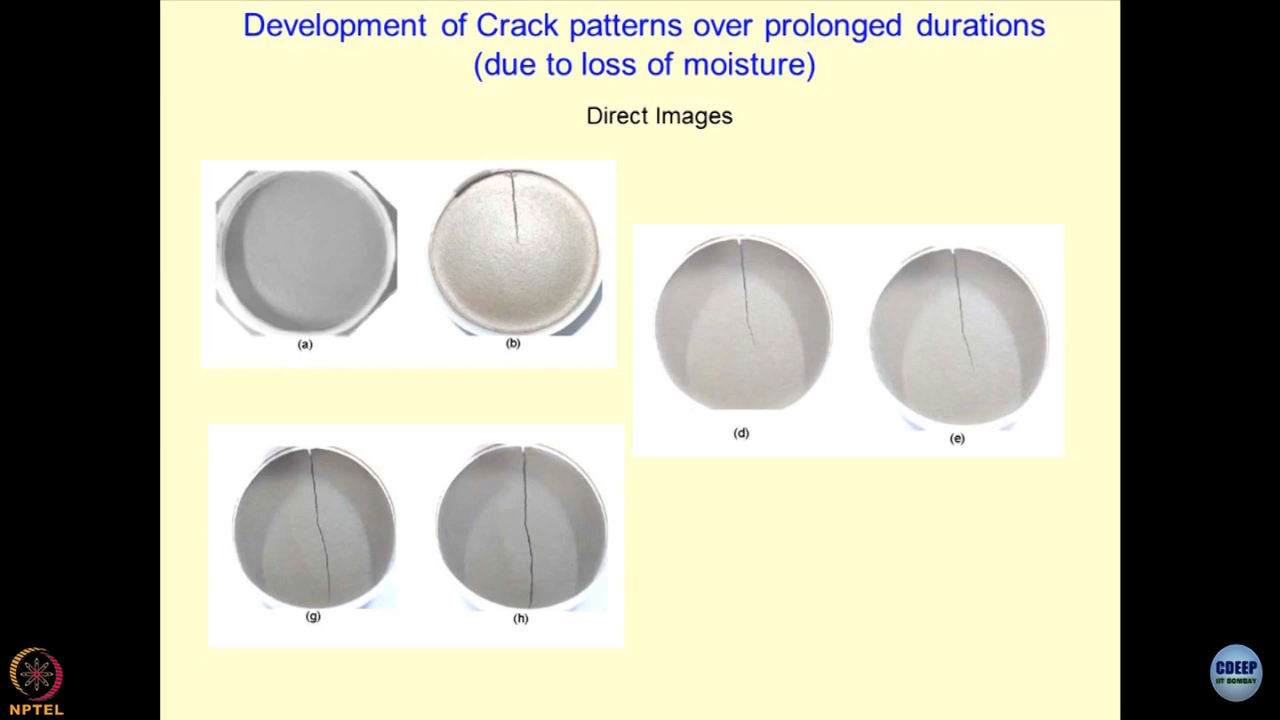 Development of Crack patterns over prolonged durations
(due to loss of moisture)
Direct Images
(a)
(b)
(d)
(e)
(g)
(h)
NPTEL
CDEEP
IIT BOMBAY